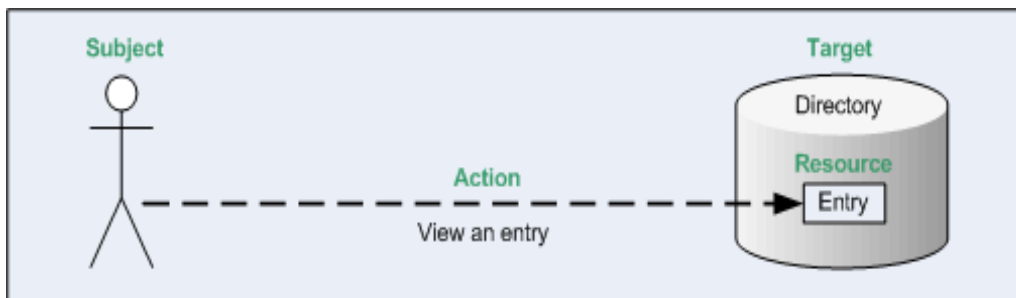 Subject
Target
Directory
Resource
Entry
Action
View an entry